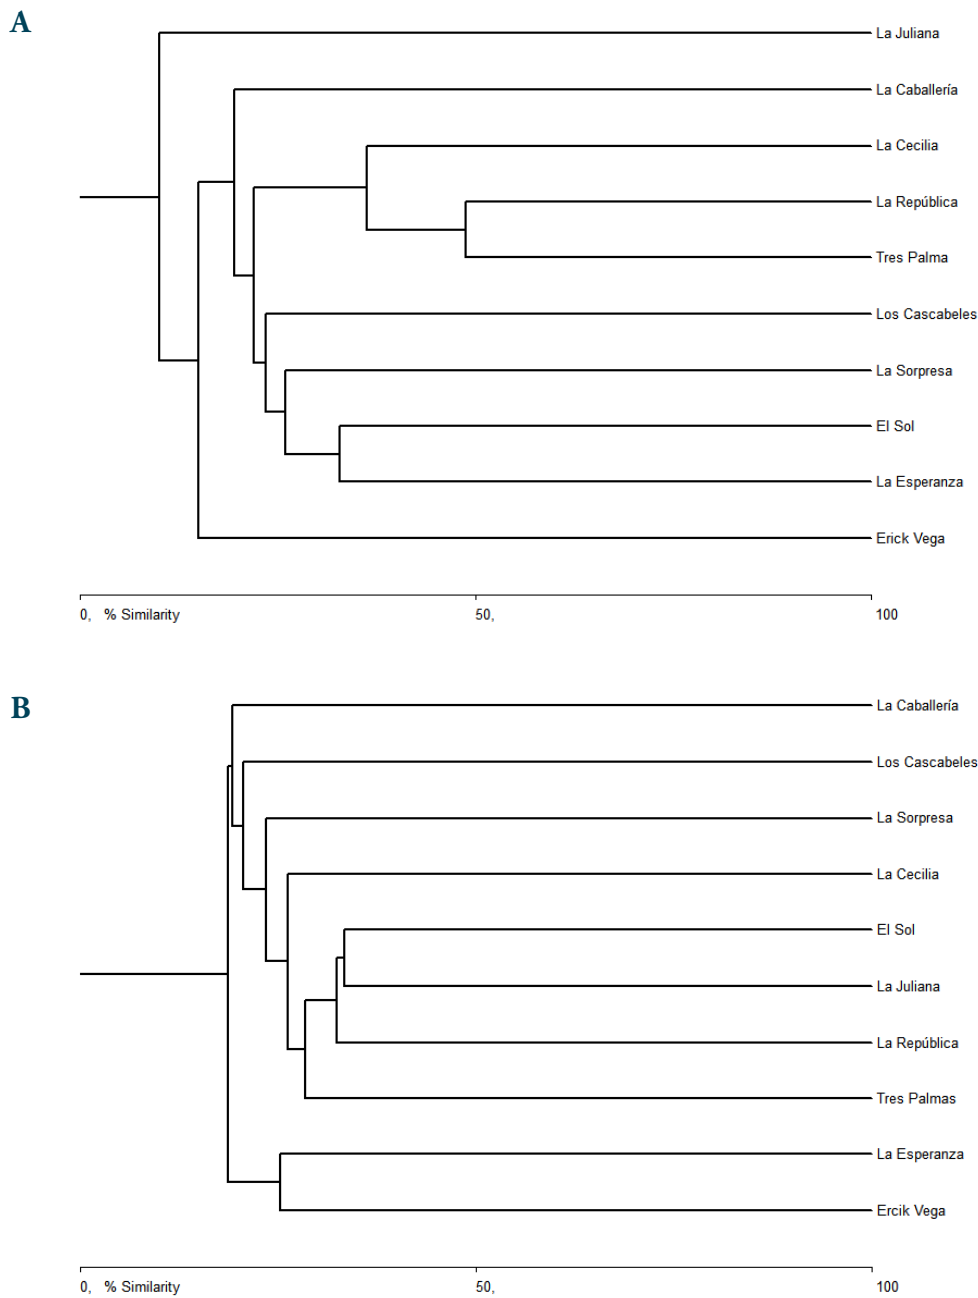 A
La Juliana
La Caballería
La Cecilia
La República
Tres Palma
Los Cascabeles
La Sorpresa
El Sol
La Esperanza
Erick Vega
0, % Similarity 50, 100
B
La Caballería
Los Cascabeles
La Sorpresa
La Cecilia
El Sol
La Juliana
La República
Tres Palmas
La Esperanza
Ercik Vega
0, % Similarity 50, 100